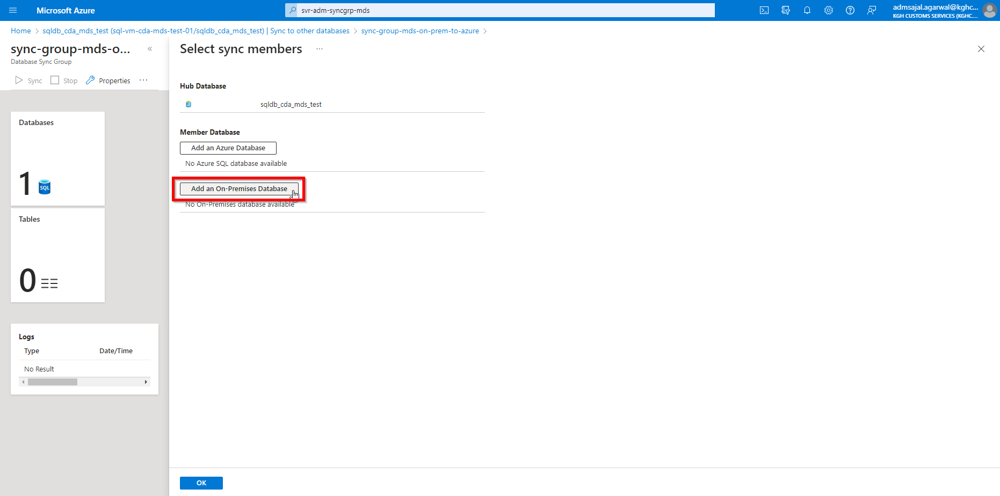 Microsoft Azure
svr-adm-syncgrp-mds
admsajal.agarwal@kghc...
KGH CUSTOMS SERVICES (KGHC....
Home > sqldb_cda_mds_test (sql-vm-cda-mds-test-01/sqldb_cda_mds_test) | Sync to other databases > sync-group-mds-on-prem-to-azure >
sync-group-mds-o... «
Database Sync Group
Sync Stop Properties ...
Databases
1
SQL
Tables
0
Logs
Type Date/Time
No Result
Select sync members ...
Hub Database
sqldb_cda_mds_test
Member Database
Add an Azure Database
No Azure SQL database available
Add an On-Premises Database
No On-Premises database available
OK